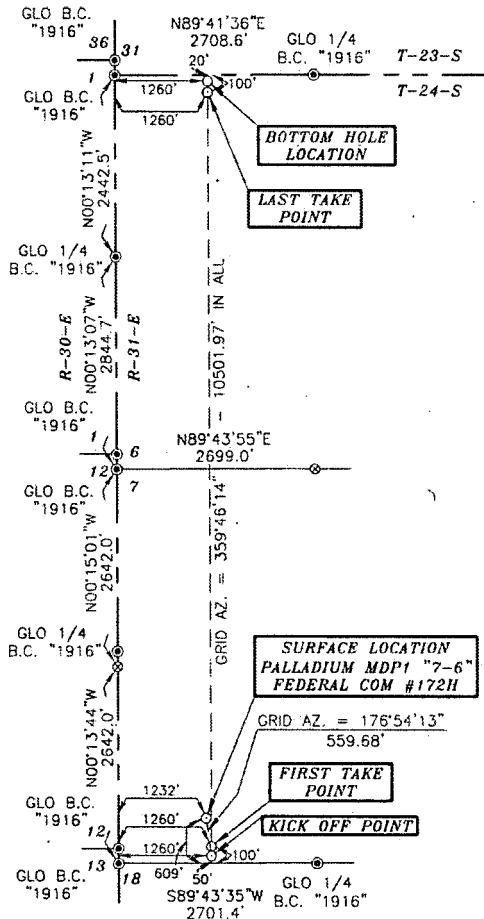 N89°41'36"E
2708.6'
36
31
GLO B.C.
"1916"
GLO 1/4
B.C. "1916"
T-23-S
T-24-S
20'
100'
1
1260'
GLO B.C.
"1916"
1260'
BOTTOM HOLE
LOCATION
LAST TAKE
POINT
N00°13'11"W
2442.5'
GLO 1/4
B.C. "1916"
N00°13'07"W
2844.7'
R-30-E
R-31-E
GRID AZ. = 359°46'14" - 10501.97' IN ALL
GLO B.C.
"1916"
1
6
N89°43'55"E
2699.0'
12
7
GLO B.C.
"1916"
N00°15'01"W
2642.0'
GLO 1/4
B.C. "1916"
SURFACE LOCATION
PALLADIUM MDP1 "7-6"
FEDERAL COM #172H
N00°13'44"W
2642.0'
GRID AZ. = 176°54'13"
559.68'
1232'
FIRST TAKE
POINT
GLO B.C.
"1916"
1260'
12
1260'
KICK OFF POINT
100'
609'
50'
13
18
GLO B.C.
"1916"
S89°43'35"W
2701.4'
GLO 1/4
B.C. "1916"